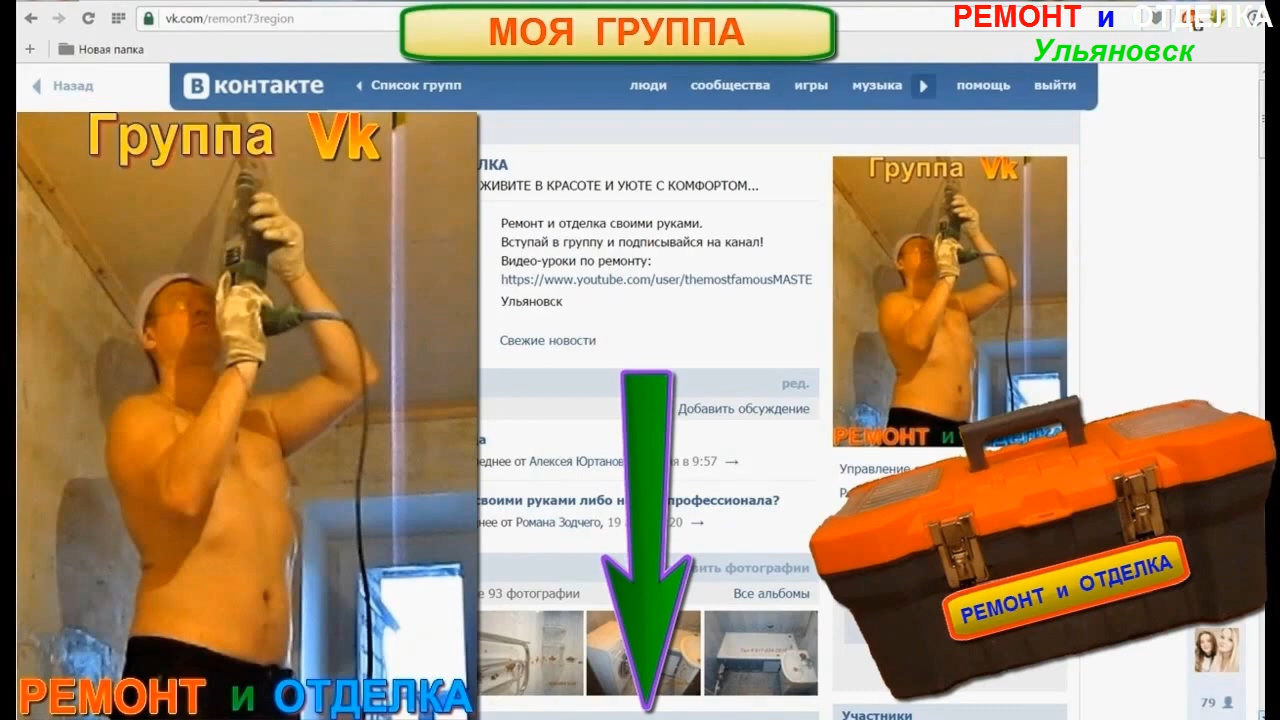 vk.com/remont73region
МОЯ ГРУППА
РЕМОНТ и ОТДЕЛКА
Ульяновск
Новая папка
Назад
В контакте
Список групп
люди сообщества игры музыка помощь выйти
Группа Vk
ЛКА
ЖИВИТЕ В КРАСОТЕ И УЮТЕ С КОМФОРТОМ...
Ремонт и отделка своими руками.
Вступай в группу и подписывайся на канал!
Видео-уроки по ремонту:
https://www.youtube.com/user/themostfamousMASTE
Ульяновск
Свежие новости
ред.
Добавить обсуждение
а
еднее от Алексея Юртанов я в 9:57 →
своими руками либо н профессионала?
нее от Романа Зодчего, 19 20 →
вить фотографии
е 93 фотографии
Все альбомы
РЕМОНТ и ОТДЕЛКА
Группа Vk
РЕМОНТ и
Управление
РЕМОНТ и ОТДЕЛКА
Участники
79